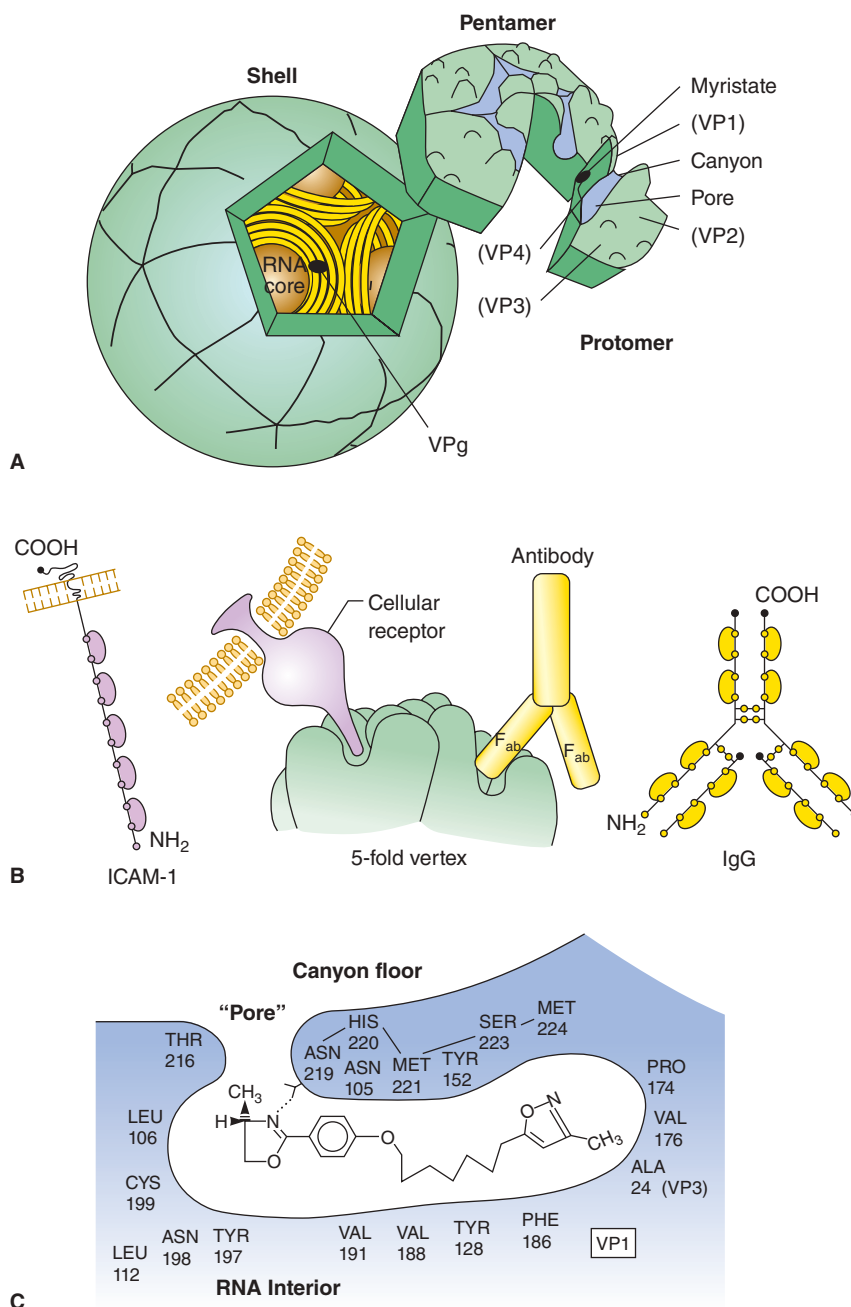 Pentamer
Shell
Myristate
(VP1)
Canyon
Pore
(VP2)
(VP4)
(VP3)
RNA
core
Protomer
VPg
A
COOH
Cellular
receptor
Antibody
COOH
Fab
Fab
NH2
NH2
ICAM-1
5-fold vertex
IgG
B
Canyon floor
"Pore"
THR
216
HIS
220
SER
223
MET
224
ASN
219
ASN
105
MET
221
TYR
152
PRO
174
CH3
H
N
O
O
O
N
CH3
LEU
106
VAL
176
CYS
199
ALA
24 (VP3)
LEU
112
ASN
198
TYR
197
VAL
191
VAL
188
TYR
128
PHE
186
VP1
RNA Interior
C